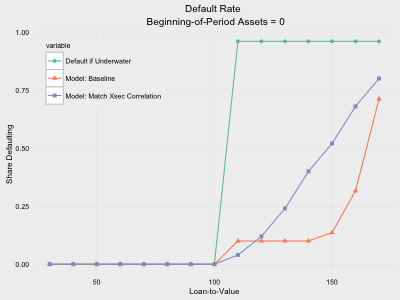 Default Rate
Beginning-of-Period Assets = 0
variable
Default if Underwater
Model: Baseline
Model: Match Xsec Correlation
Share Defaulting
1.00
0.75
0.50
0.25
0.00
50
100
150
Loan-to-Value